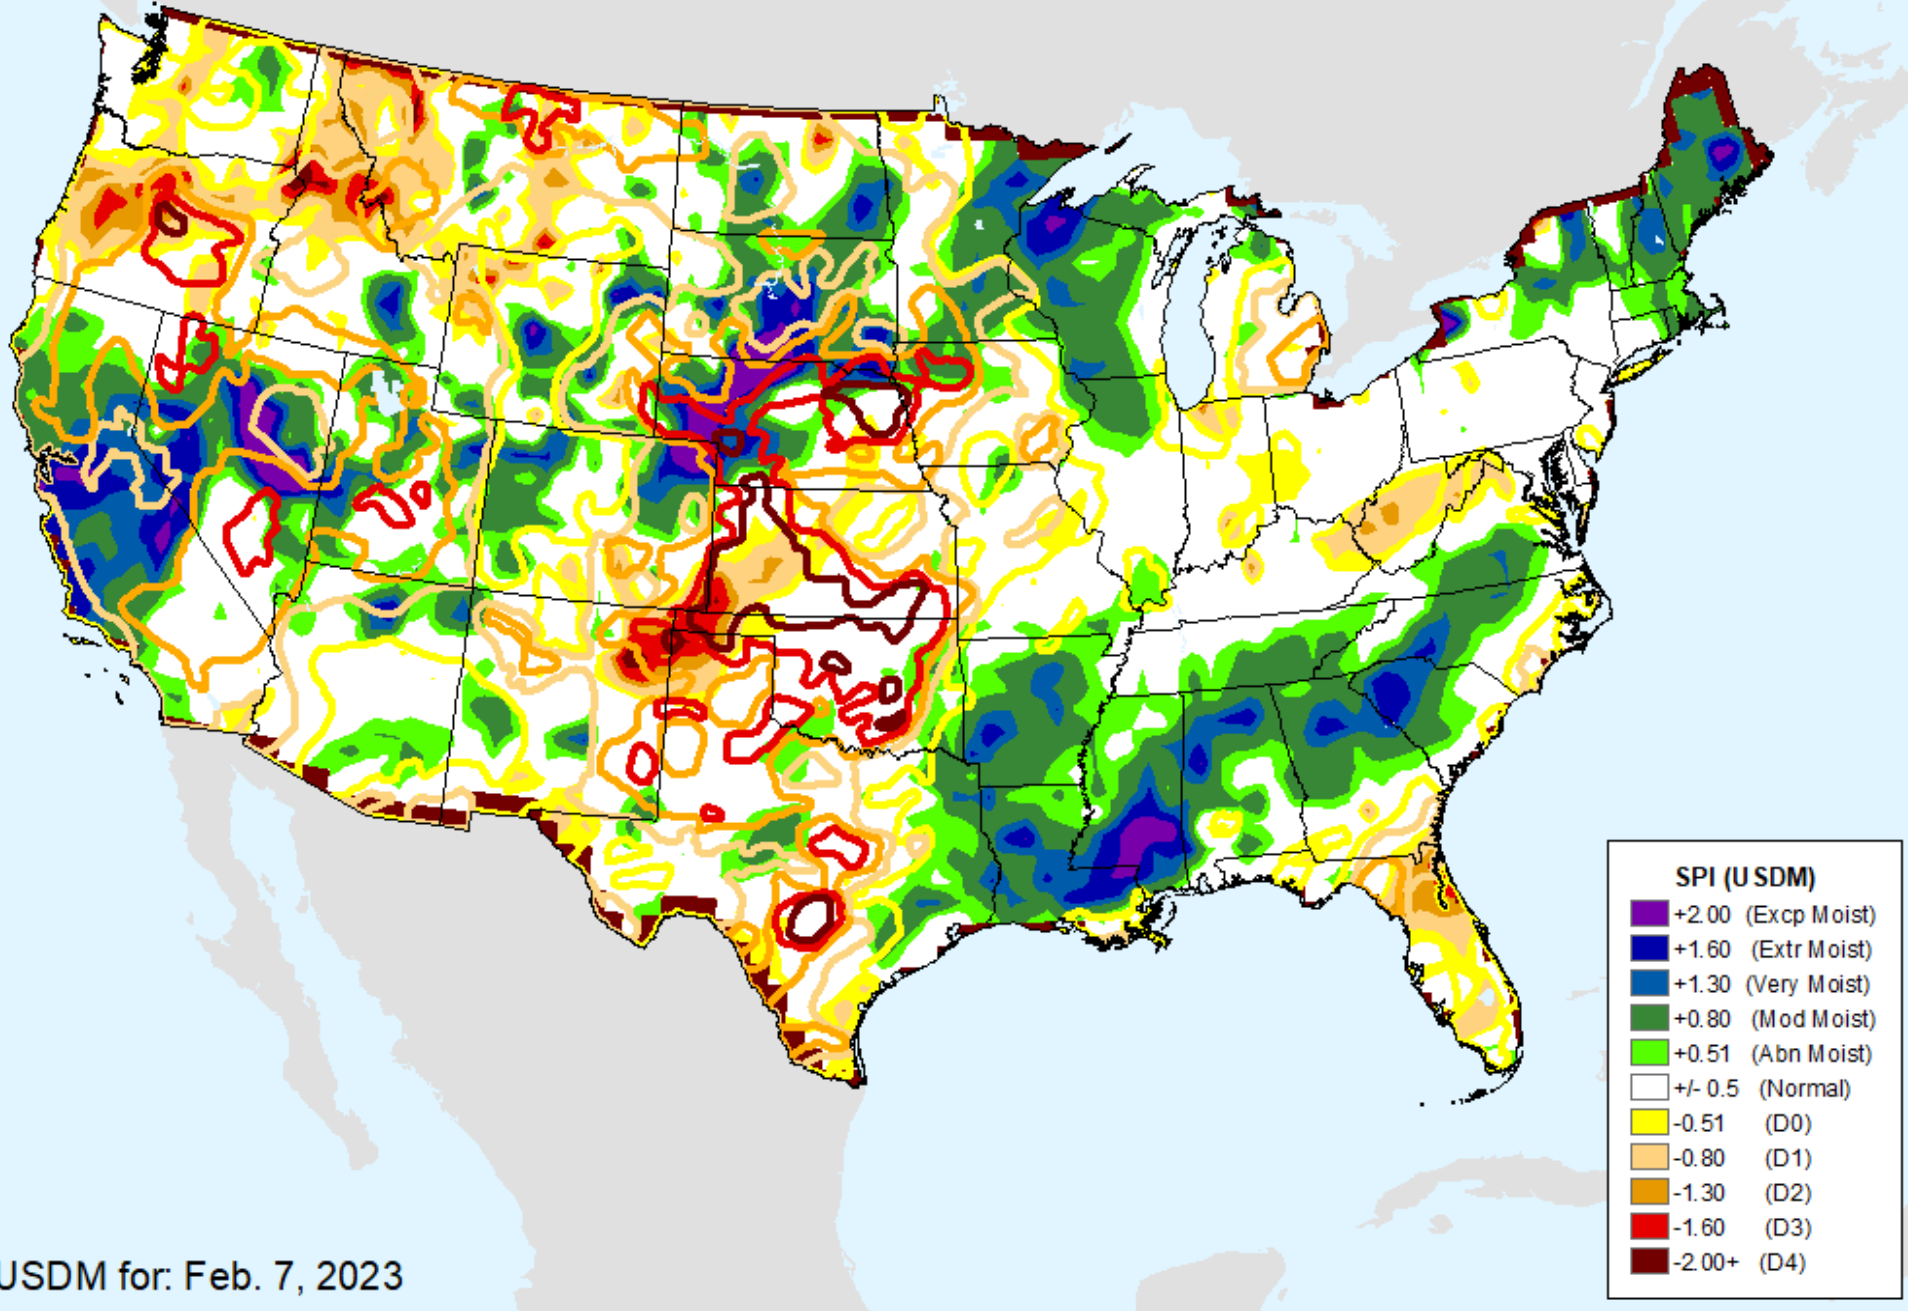 SPI (USDM)
+2.00 (Excp Moist)
+1.60 (Extr Moist)
+1.30 (Very Moist)
+0.80 (Mod Moist)
+0.51 (Abn Moist)
+/- 0.5 (Normal)
-0.51 (D0)
-0.80 (D1)
-1.30 (D2)
-1.60 (D3)
-2.00+ (D4)
USDM for: Feb. 7, 2023